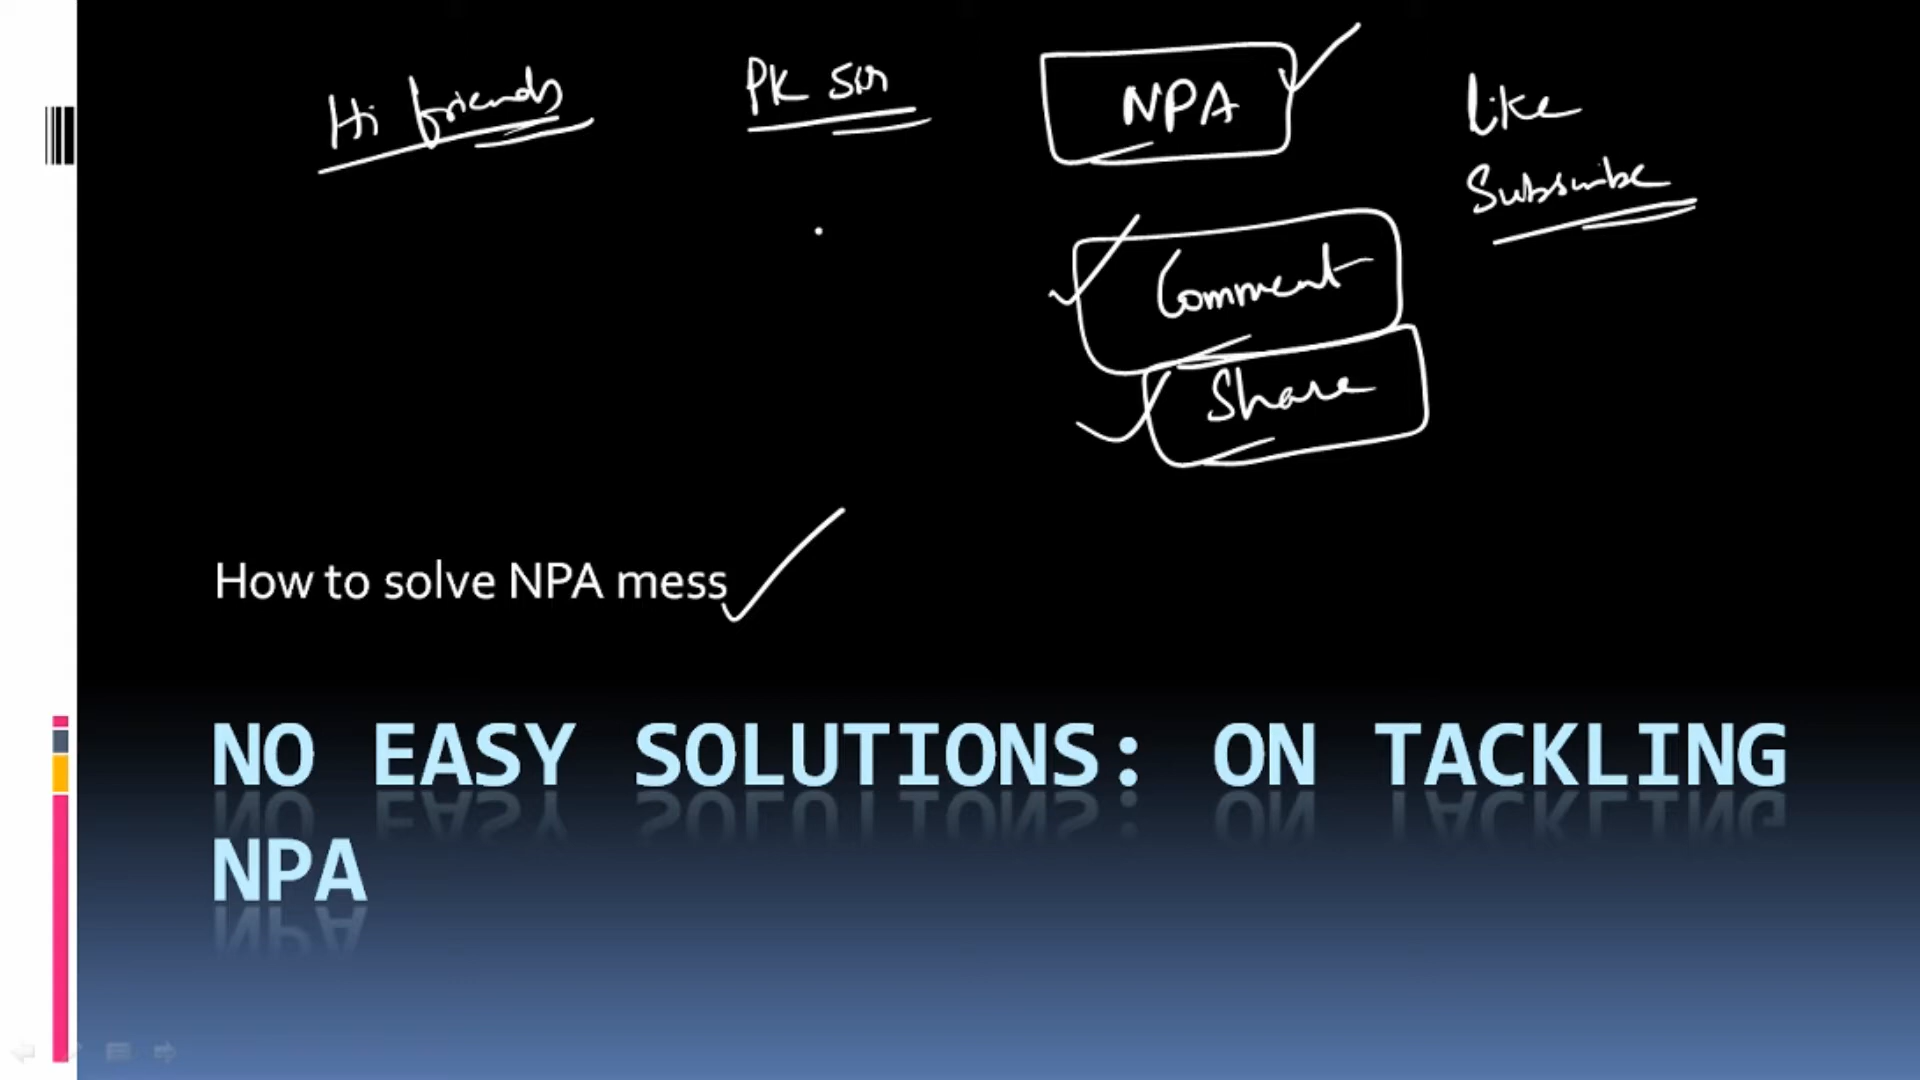 Hi friends
PK Sir
NPA
Like
Subscribe
Comment
Share
How to solve NPA mess
NO EASY SOLUTIONS: ON TACKLING
NPA